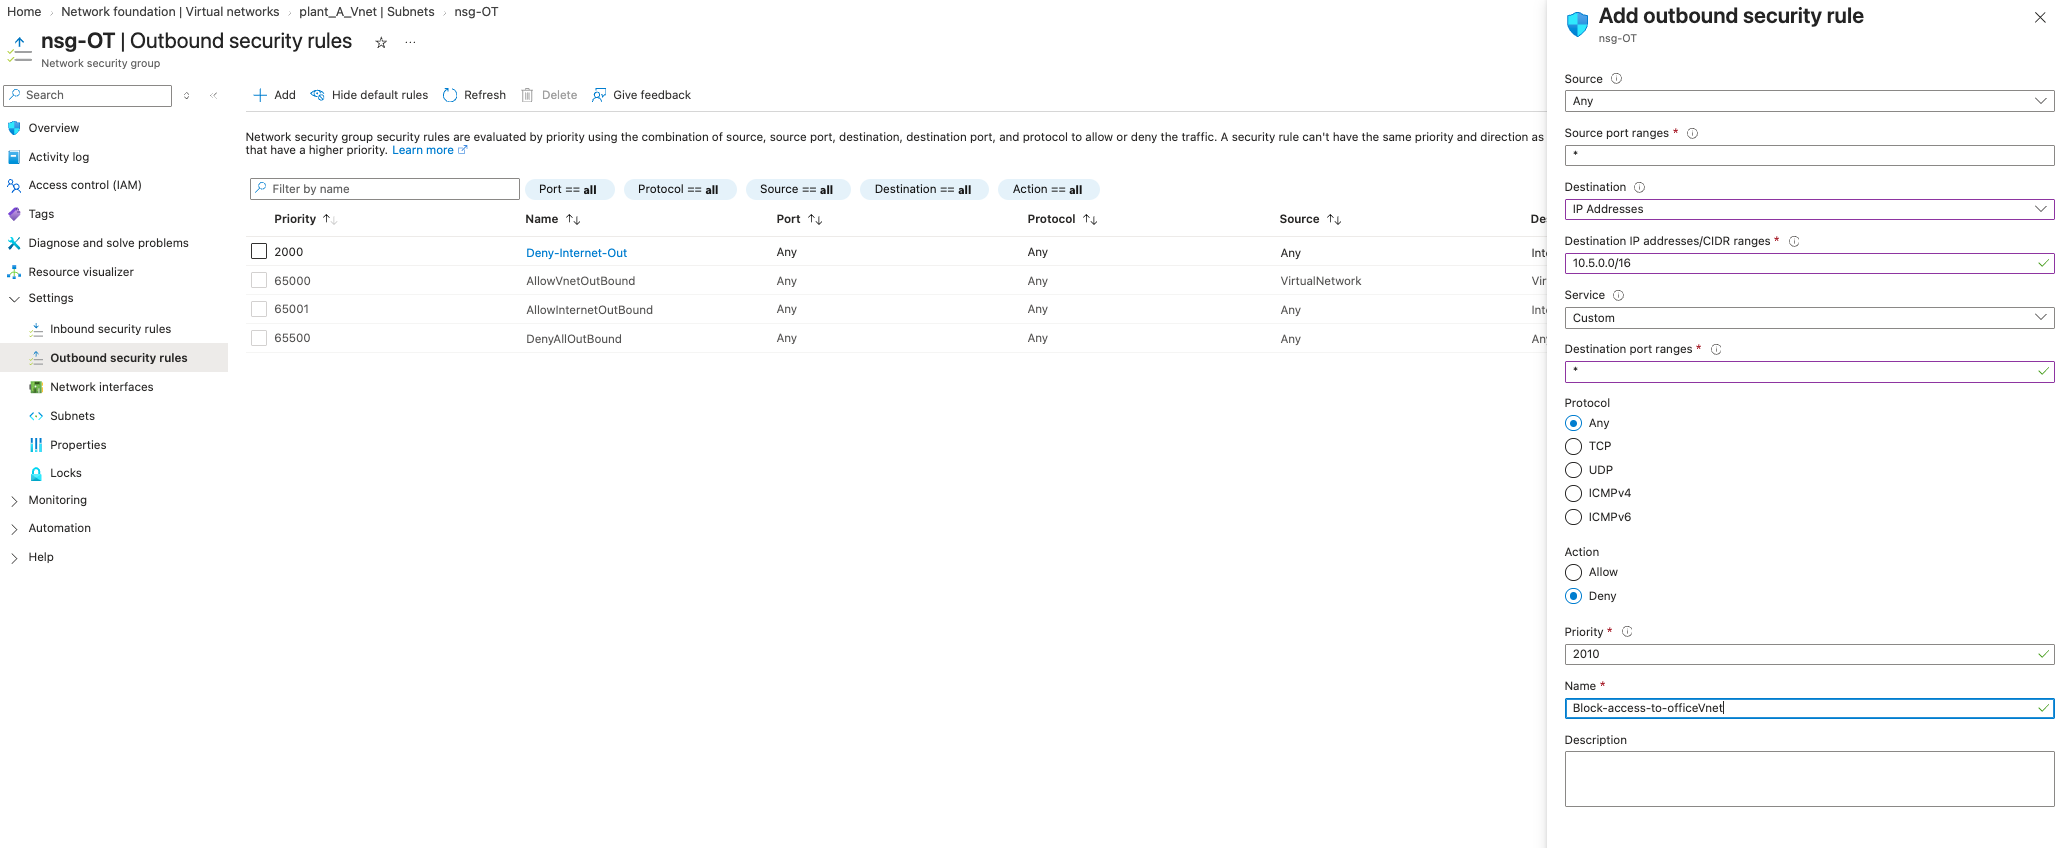 Home Network foundation | Virtual networks plant_A_Vnet | Subnets nsg-OT
nsg-OT | Outbound security rules
Network security group
Search
Overview
Activity log
Access control (IAM)
Tags
Diagnose and solve problems
Resource visualizer
Settings
Inbound security rules
Outbound security rules
Network interfaces
Subnets
Properties
Locks
Monitoring
Automation
Help
Add Hide default rules Refresh Delete Give feedback
Network security group security rules are evaluated by priority using the combination of source, source port, destination, destination port, and protocol to allow or deny the traffic. A security rule can't have the same priority and direction as
that have a higher priority. Learn more
Filter by name Port == all Protocol == all Source == all Destination == all Action == all
Priority Name Port Protocol Source De
2000 Deny-Internet-Out Any Any Any Int
65000 AllowVnetOutBound Any Any VirtualNetwork Vir
65001 AllowInternetOutBound Any Any Any Int
65500 DenyAllOutBound Any Any Any An
Add outbound security rule
nsg-OT
Source
Any
Source port ranges *
*
Destination
IP Addresses
Destination IP addresses/CIDR ranges *
10.5.0.0/16
Service
Custom
Destination port ranges *
*
Protocol
Any
TCP
UDP
ICMPv4
ICMPv6
Action
Allow
Deny
Priority *
2010
Name *
Block-access-to-officeVnet
Description